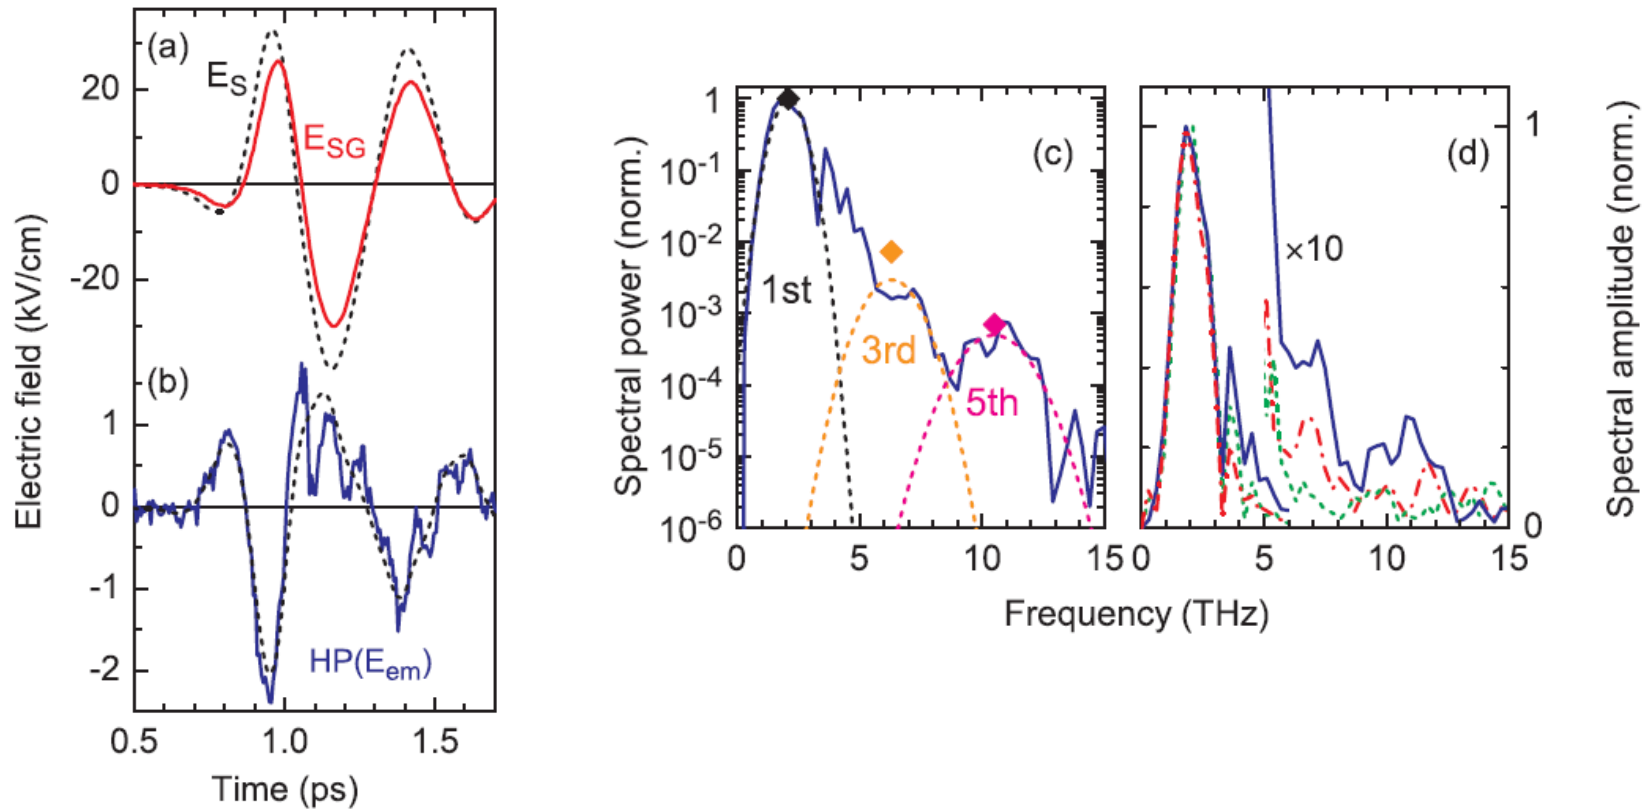 (a)
E_S
E_SG
20
0
-20
(b)
1
0
-1
-2
HP(E_em)
0.5
1.0
1.5
Electric field (kV/cm)
Time (ps)
1
10^-1
10^-2
10^-3
10^-4
10^-5
10^-6
Spectral power (norm.)
(c)
1st
3rd
5th
0
5
10
15
(d)
×10
1
0
0
5
10
15
Spectral amplitude (norm.)
Frequency (THz)